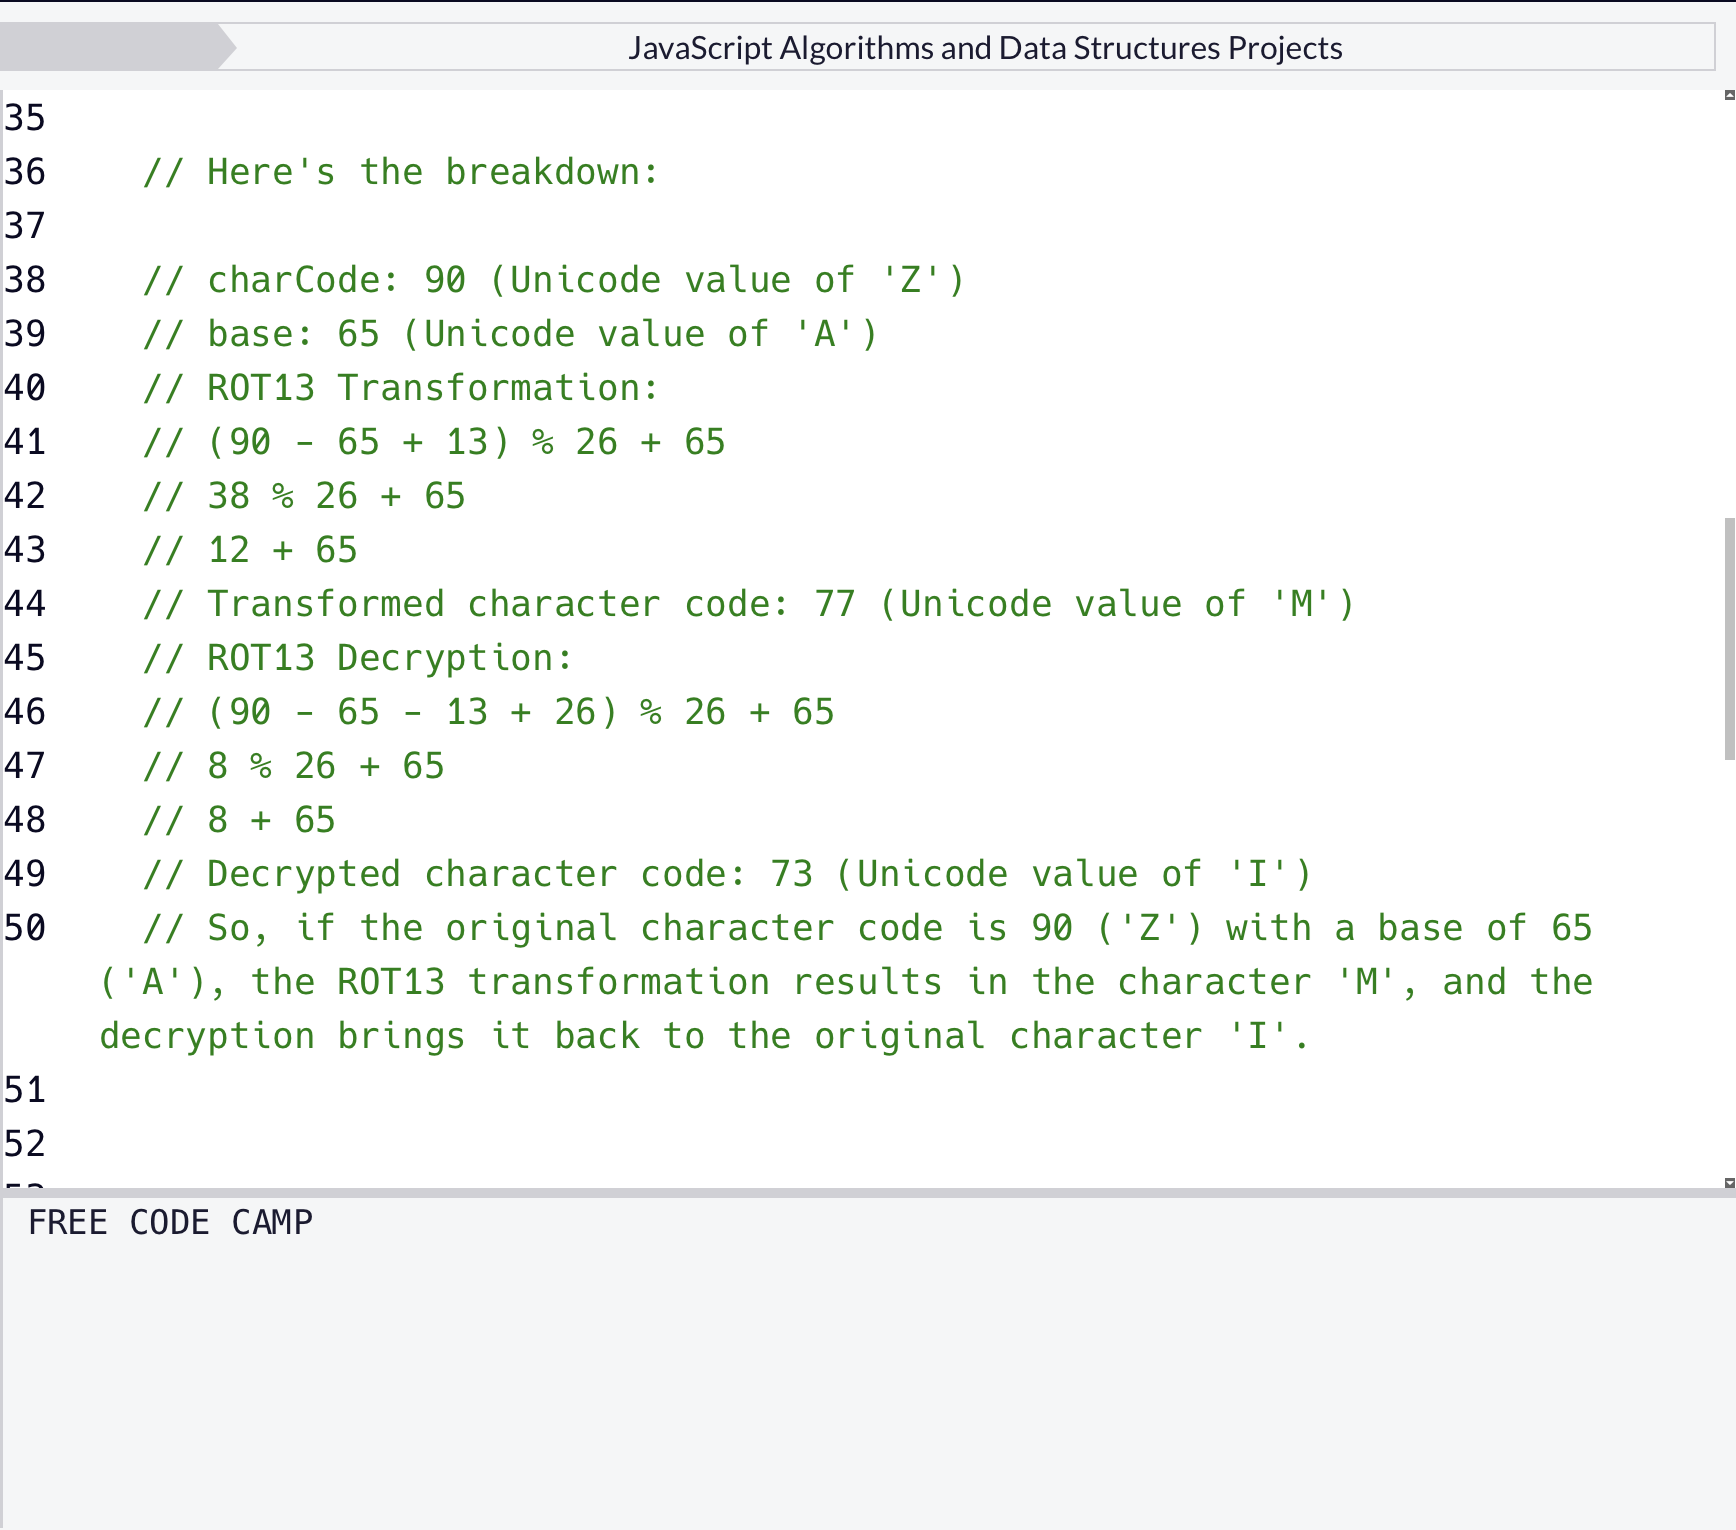 JavaScript Algorithms and Data Structures Projects
35
36 // Here's the breakdown:
37
38 // charCode: 90 (Unicode value of 'Z')
39 // base: 65 (Unicode value of 'A')
40 // ROT13 Transformation:
41 // (90 - 65 + 13) % 26 + 65
42 // 38 % 26 + 65
43 // 12 + 65
44 // Transformed character code: 77 (Unicode value of 'M')
45 // ROT13 Decryption:
46 // (90 - 65 - 13 + 26) % 26 + 65
47 // 8 % 26 + 65
48 // 8 + 65
49 // Decrypted character code: 73 (Unicode value of 'I')
50 // So, if the original character code is 90 ('Z') with a base of 65
('A'), the ROT13 transformation results in the character 'M', and the
decryption brings it back to the original character 'I'.
51
52
FREE CODE CAMP